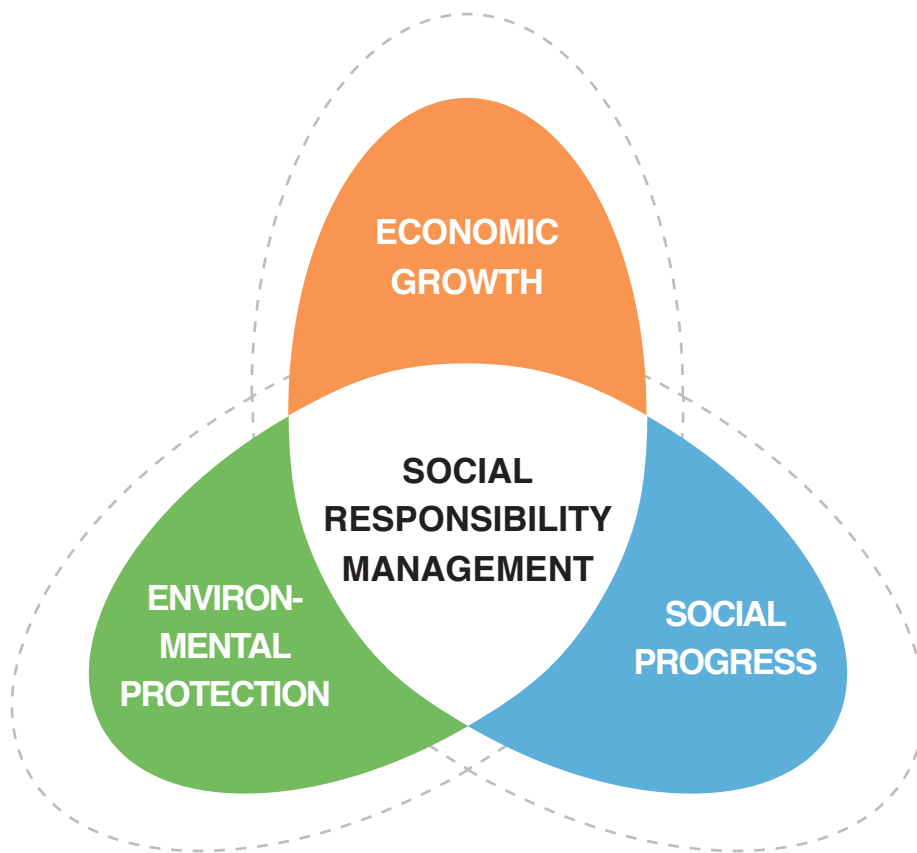 ECONOMIC
GROWTH
SOCIAL
RESPONSIBILITY
MANAGEMENT
ENVIRON-
MENTAL
PROTECTION
SOCIAL
PROGRESS